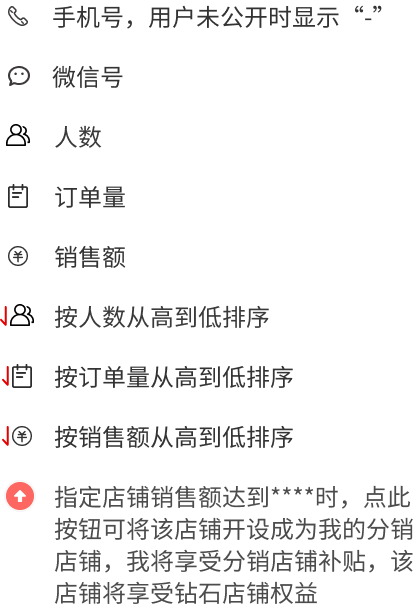 手机号，用户未公开时显示“-”
微信号
人数
订单量
销售额
按人数从高到低排序
按订单量从高到低排序
按销售额从高到低排序
指定店铺销售额达到****时，点此
按钮可将该店铺开设成为我的分销
店铺，我将享受分销店铺补贴，该
店铺将享受钻石店铺权益